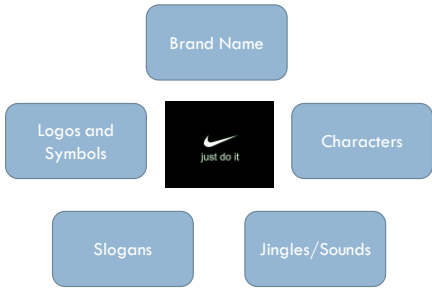 Brand Name
Logos and
Symbols
just do it
Characters
Slogans
Jingles/Sounds